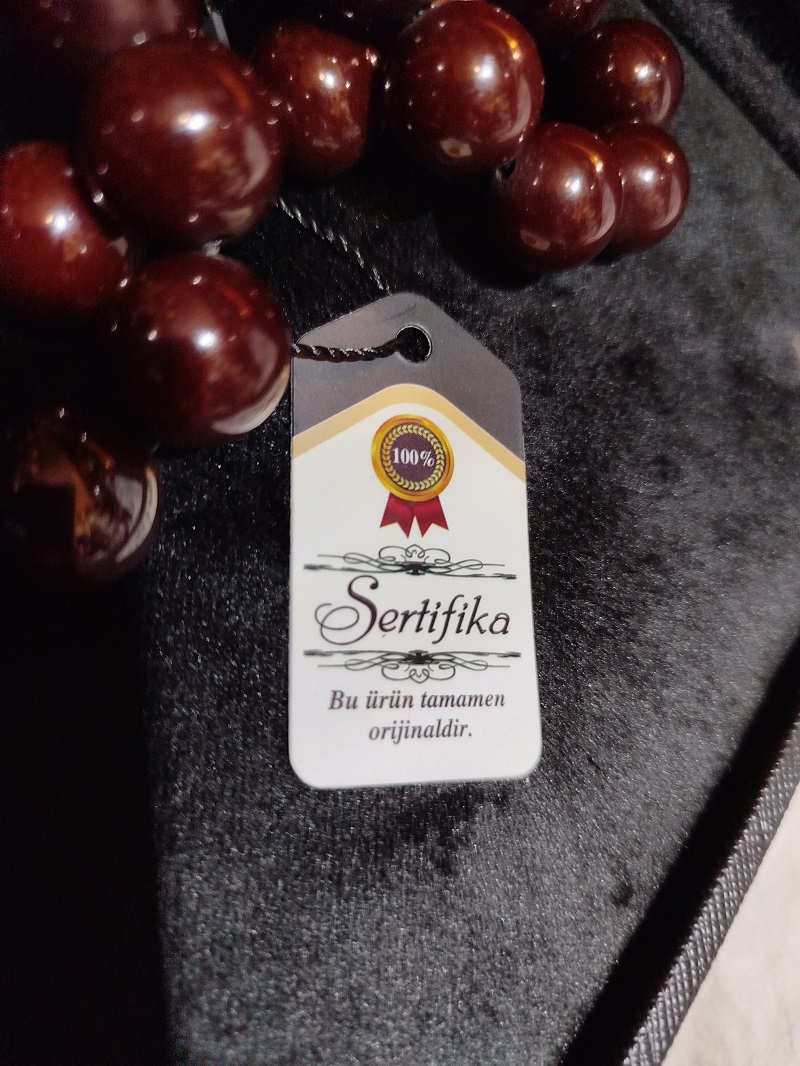 100%
Sertifika
Bu ürün tamamen
orijinaldir.